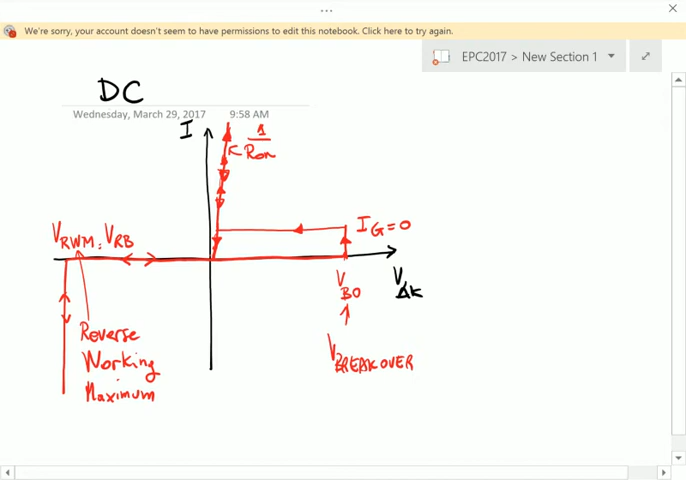 We're sorry, your account doesn't seem to have permissions to edit this notebook. Click here to try again.
EPC2017 > New Section 1
DC
Wednesday, March 29, 2017 9:58 AM
I
1
Ron
VRWM, VRB
IG=0
VBO
VAK
Reverse
Working
Maximum
VBREAKOVER